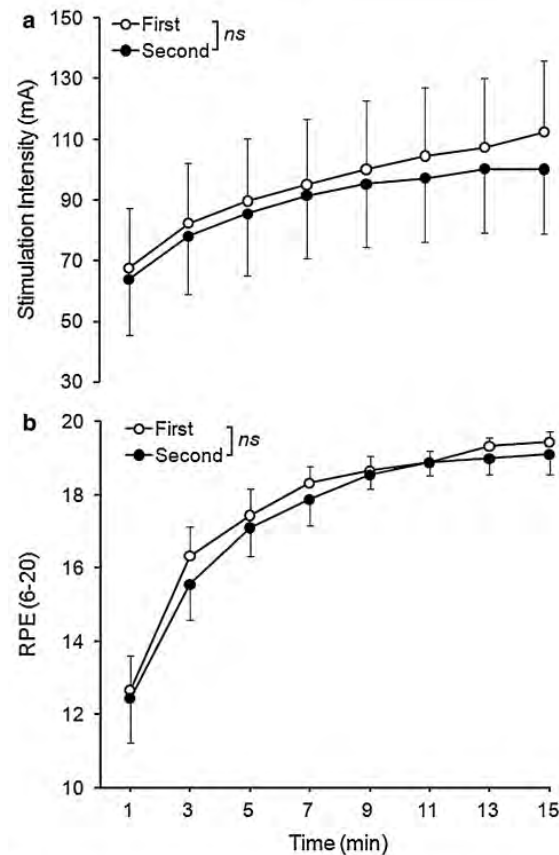 a
First
Second
ns
Stimulation Intensity (mA)
150
130
110
90
70
50
30
b
First
Second
ns
RPE (6-20)
20
18
16
14
12
10
1 3 5 7 9 11 13 15
Time (min)